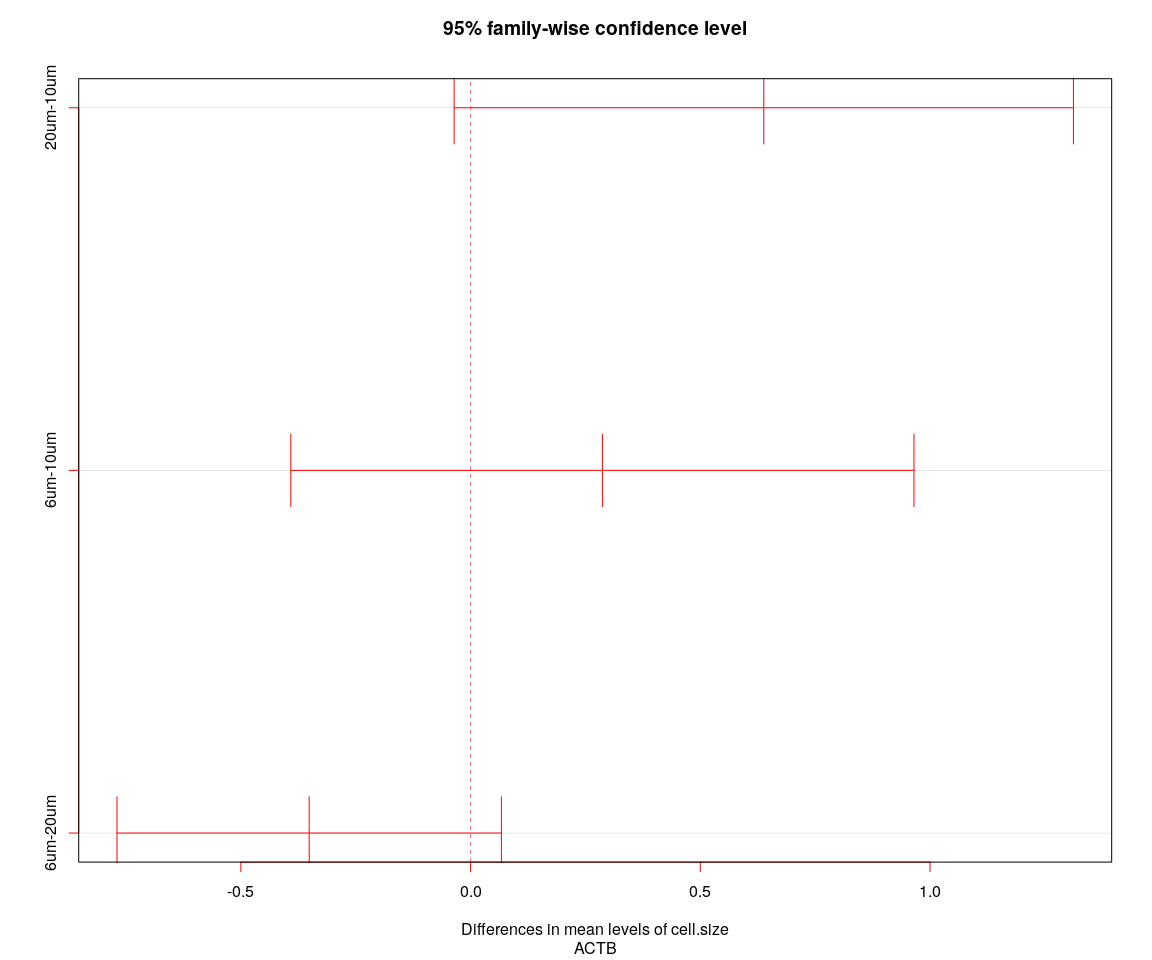 95% family-wise confidence level
20um-10um
6um-10um
6um-20um
-0.5 0.0 0.5 1.0
Differences in mean levels of cell.size
ACTB